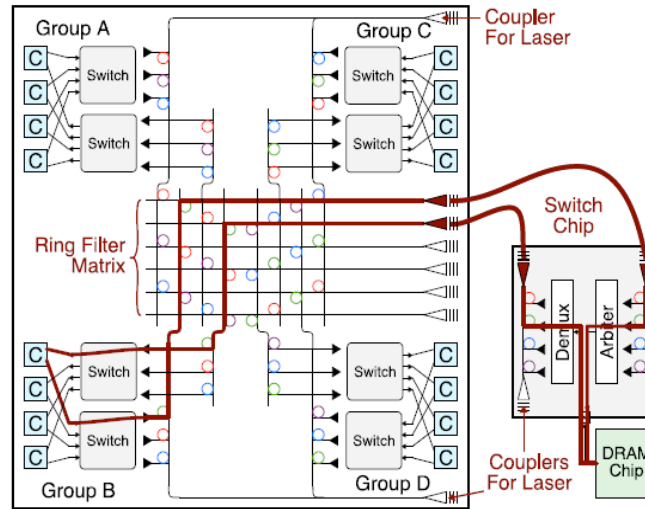 Group A
Group C
Coupler
For Laser
C
C
C
C
Switch
Switch
Switch
Switch
C
C
C
C
Ring Filter
Matrix
Switch
Chip
Demux
Arbiter
C
C
C
C
Switch
Switch
Switch
Switch
C
C
C
C
Group B
Group D
Couplers
For Laser
DRAM
Chip